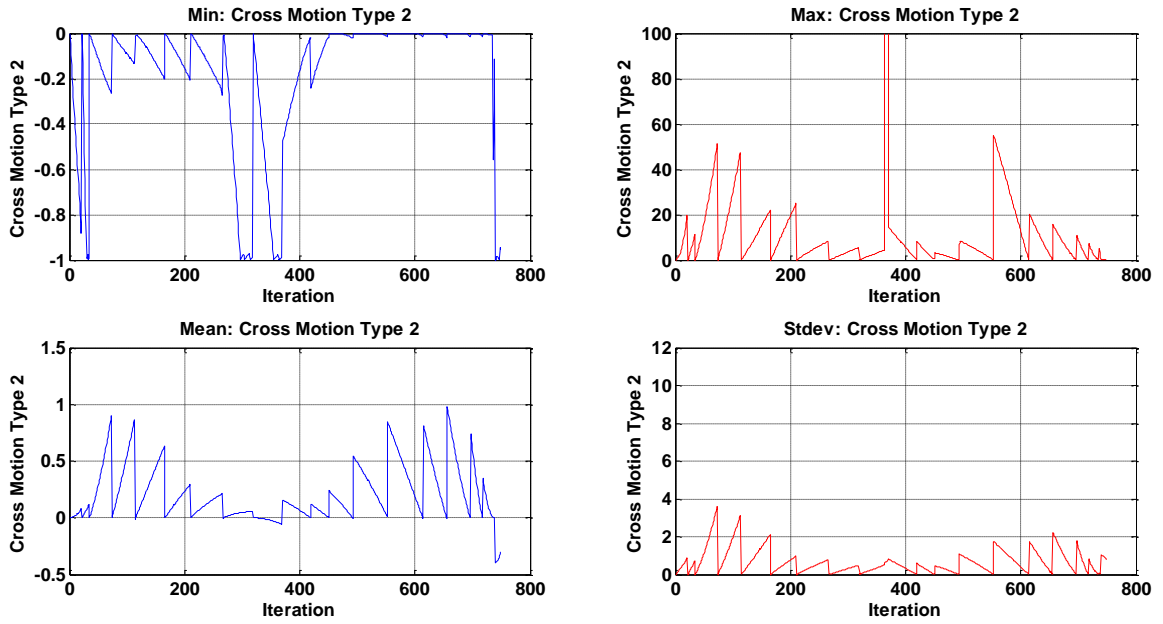 Min: Cross Motion Type 2
Cross Motion Type 2
0
-0.2
-0.4
-0.6
-0.8
-1
0 200 400 600 800
Iteration
Max: Cross Motion Type 2
Cross Motion Type 2
100
80
60
40
20
0
0 200 400 600 800
Iteration
Mean: Cross Motion Type 2
Cross Motion Type 2
1.5
1
0.5
0
-0.5
0 200 400 600 800
Iteration
Stdev: Cross Motion Type 2
Cross Motion Type 2
12
10
8
6
4
2
0
0 200 400 600 800
Iteration